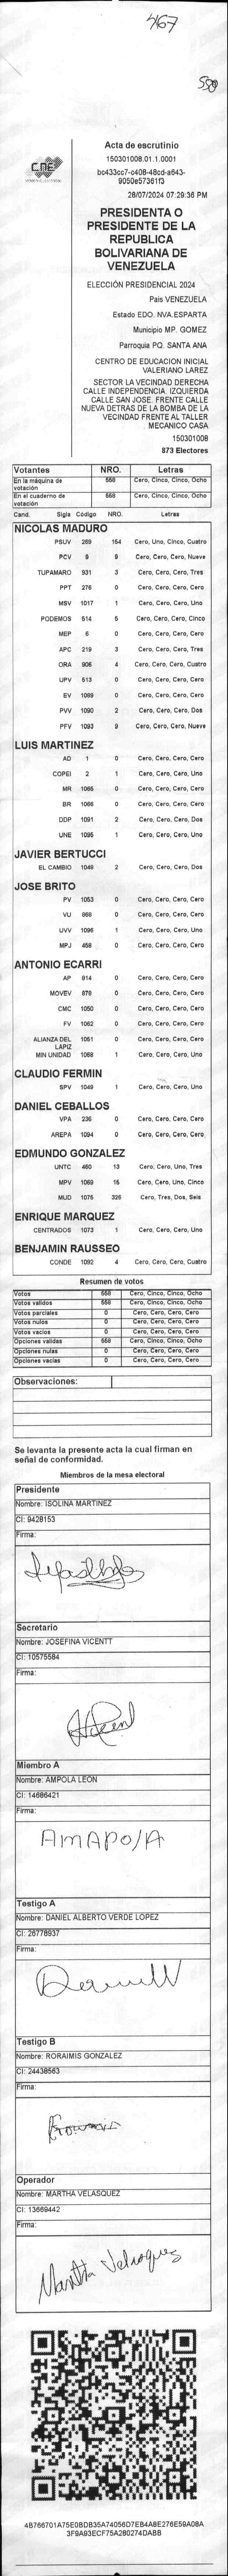 467
558
CNE
Acta de escrutinio
150301008.01.1.0001
bc433cc7-c408-48cd-a643-
9050e57361f3
28/07/2024 07:29:36 PM
PRESIDENTA O
PRESIDENTE DE LA
REPUBLICA
BOLIVARIANA DE
VENEZUELA
ELECCIÓN PRESIDENCIAL 2024
Pais VENEZUELA
Estado EDO. NVA.ESPARTA
Municipio MP. GOMEZ
Parroquia PQ. SANTA ANA
CENTRO DE EDUCACION INICIAL
VALERIANO LAREZ
SECTOR LA VECINDAD DERECHA
CALLE INDEPENDENCIA IZQUIERDA
CALLE SAN JOSE. FRENTE CALLE
NUEVA DETRAS DE LA BOMBA DE LA
VECINDAD FRENTE AL TALLER
MECANICO CASA
150301008
873 Electores
Votantes NRO. Letras
En la máquina de votación 558 Cero, Cinco, Cinco, Ocho
En el cuaderno de votación 558 Cero, Cinco, Cinco, Ocho
Cand. Sigla Código NRO. Letras
NICOLAS MADURO
PSUV 269 154 Cero, Uno, Cinco, Cuatro
PCV 9 9 Cero, Cero, Cero, Nueve
TUPAMARO 931 3 Cero, Cero, Cero, Tres
PPT 276 0 Cero, Cero, Cero, Cero
MSV 1017 1 Cero, Cero, Cero, Uno
PODEMOS 514 5 Cero, Cero, Cero, Cinco
MEP 6 0 Cero, Cero, Cero, Cero
APC 219 3 Cero, Cero, Cero, Tres
ORA 906 4 Cero, Cero, Cero, Cuatro
UPV 513 0 Cero, Cero, Cero, Cero
EV 1089 0 Cero, Cero, Cero, Cero
PVV 1090 2 Cero, Cero, Cero, Dos
PFV 1093 9 Cero, Cero, Cero, Nueve
LUIS MARTINEZ
AD 1 0 Cero, Cero, Cero, Cero
COPEI 2 1 Cero, Cero, Cero, Uno
MR 1065 0 Cero, Cero, Cero, Cero
BR 1066 0 Cero, Cero, Cero, Cero
DDP 1091 2 Cero, Cero, Cero, Dos
UNE 1095 1 Cero, Cero, Cero, Uno
JAVIER BERTUCCI
EL CAMBIO 1048 2 Cero, Cero, Cero, Dos
JOSE BRITO
PV 1053 0 Cero, Cero, Cero, Cero
VU 868 0 Cero, Cero, Cero, Cero
UVV 1096 1 Cero, Cero, Cero, Uno
MPJ 458 0 Cero, Cero, Cero, Cero
ANTONIO ECARRI
AP 914 0 Cero, Cero, Cero, Cero
MOVEV 878 0 Cero, Cero, Cero, Cero
CMC 1050 0 Cero, Cero, Cero, Cero
FV 1062 0 Cero, Cero, Cero, Cero
ALIANZA DEL LAPIZ 1051 0 Cero, Cero, Cero, Cero
MIN UNIDAD 1068 1 Cero, Cero, Cero, Uno
CLAUDIO FERMIN
SPV 1049 1 Cero, Cero, Cero, Uno
DANIEL CEBALLOS
VPA 236 0 Cero, Cero, Cero, Cero
AREPA 1094 0 Cero, Cero, Cero, Cero
EDMUNDO GONZALEZ
UNTC 460 13 Cero, Cero, Uno, Tres
MPV 1069 15 Cero, Cero, Uno, Cinco
MUD 1075 326 Cero, Tres, Dos, Seis
ENRIQUE MARQUEZ
CENTRADOS 1073 1 Cero, Cero, Cero, Uno
BENJAMIN RAUSSEO
CONDE 1092 4 Cero, Cero, Cero, Cuatro
Resumen de votos
Votos 558 Cero, Cinco, Cinco, Ocho
Votos validos 558 Cero, Cinco, Cinco, Ocho
Votos parciales 0 Cero, Cero, Cero, Cero
Votos nulos 0 Cero, Cero, Cero, Cero
Votos vacios 0 Cero, Cero, Cero, Cero
Opciones validas 558 Cero, Cinco, Cinco, Ocho
Opciones nulas 0 Cero, Cero, Cero, Cero
Opciones vacias 0 Cero, Cero, Cero, Cero
Observaciones:
Se levanta la presente acta la cual firman en
señal de conformidad.
Miembros de la mesa electoral
Presidente
Nombre: ISOLINA MARTINEZ
CI: 9428153
Firma:
Secretario
Nombre: JOSEFINA VICENTT
CI: 10575584
Firma:
Miembro A
Nombre: AMPOLA LEON
CI: 14686421
Firma:
AMAPOlA
Testigo A
Nombre: DANIEL ALBERTO VERDE LOPEZ
CI: 26778937
Firma:
Testigo B
Nombre: RORAIMIS GONZALEZ
CI: 24438563
Firma:
Operador
Nombre: MARTHA VELASQUEZ
CI: 13669442
Firma:
Martha Velasquez
4B766701A75E0BDB35A74056D7EB4A8E276E59A08A
3F9A93ECF75A280274DABB